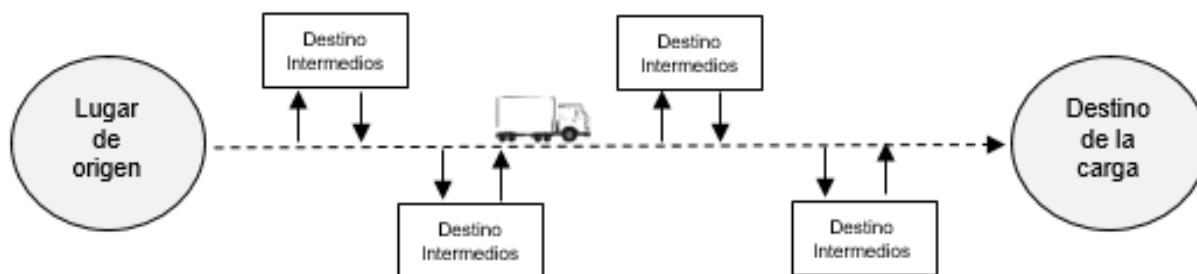 Lugar
de
origen
Destino
Intermedios
Destino
Intermedios
Destino
Intermedios
Destino
Intermedios
Destino
de la
carga